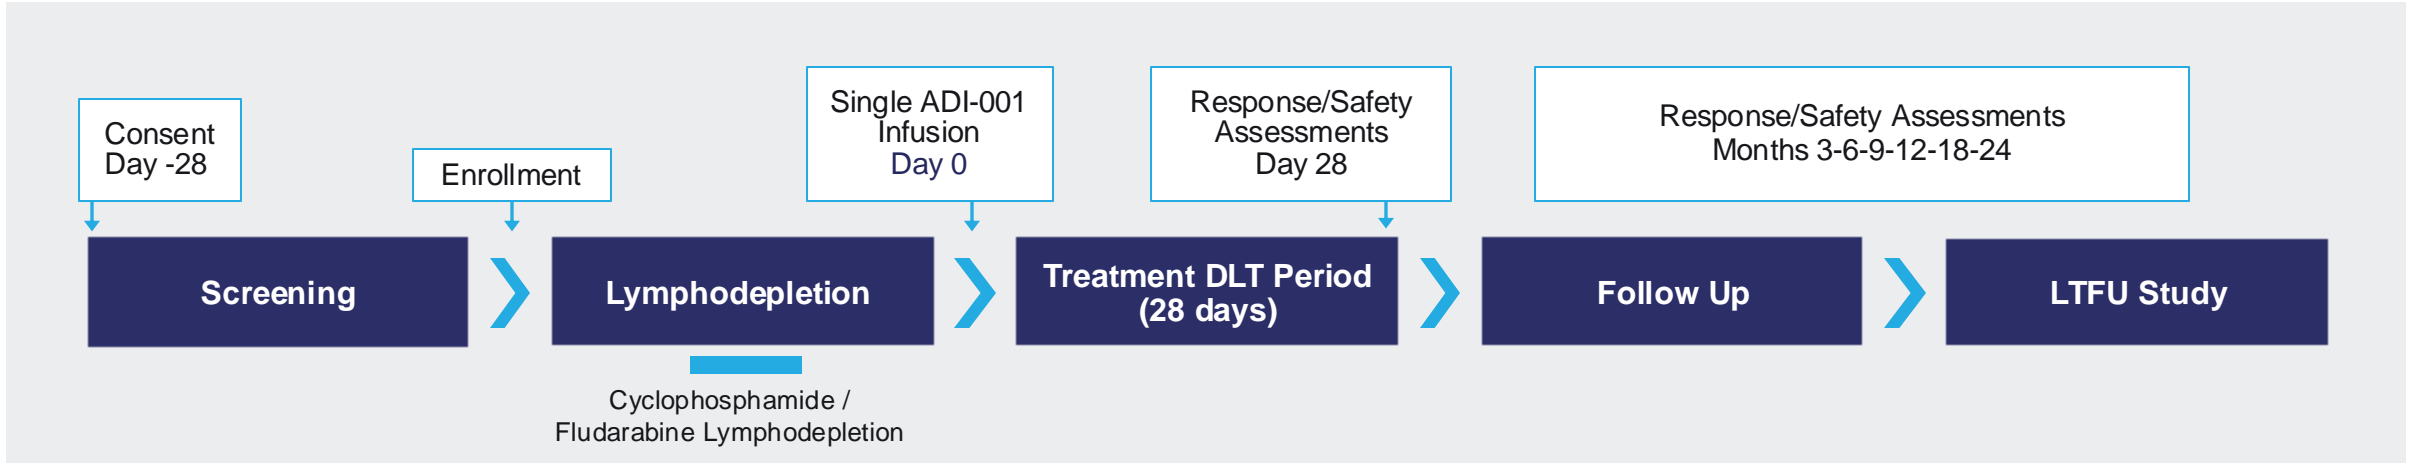 Consent
Day -28
Enrollment
Single ADI-001
Infusion
Day 0
Response/Safety
Assessments
Day 28
Response/Safety Assessments
Months 3-6-9-12-18-24
Screening
Lymphodepletion
Treatment DLT Period
(28 days)
Follow Up
LTFU Study
Cyclophosphamide /
Fludarabine Lymphodepletion